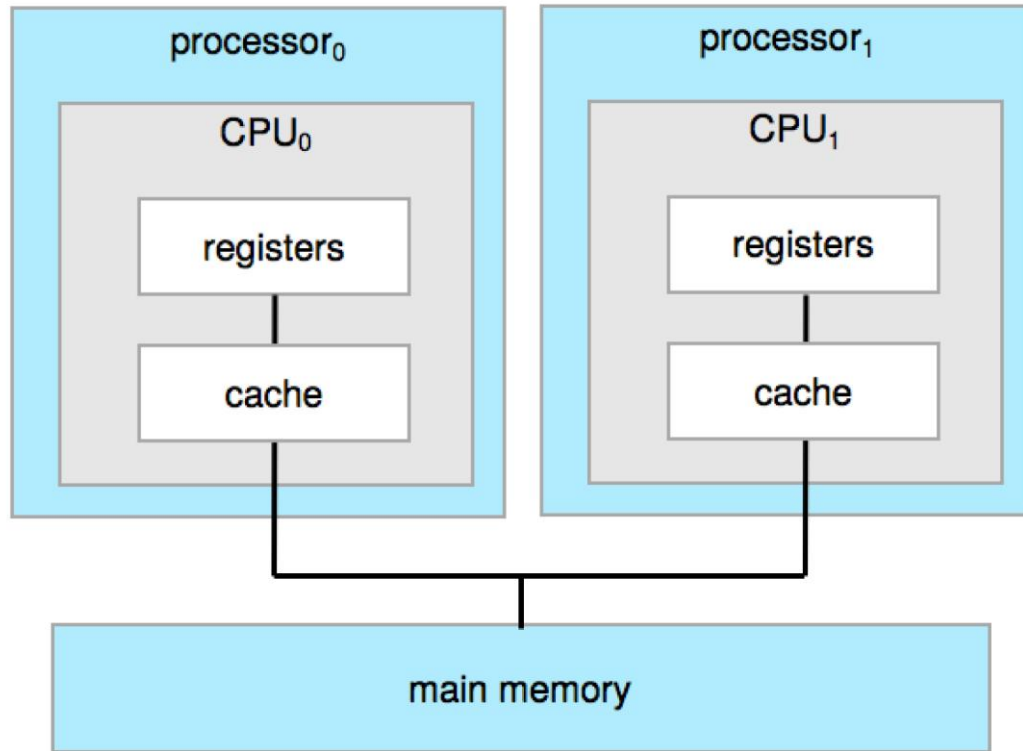 processor₀
processor₁
CPU₀
CPU₁
registers
registers
cache
cache
main memory